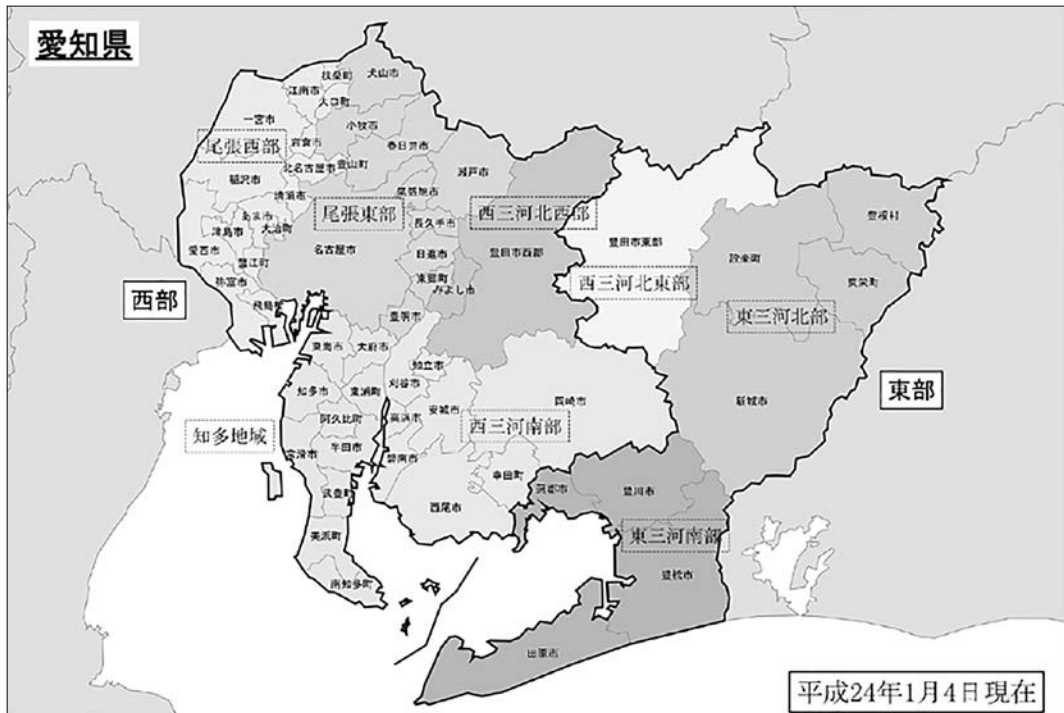 愛知県
扶桑町
犬山市
江南市
大口町
一宮市
小牧市
岩倉市
春日井市
尾張西部
豊山町
北名古屋市
瀬戸市
稲沢市
清須市
尾張旭市
あま市
尾張東部
長久手市
西三河北西部
津島市
大治町
愛西市
名古屋市
日進市
豊田市西部
豊田市東部
設楽町
豊根村
東栄町
蟹江町
弥富市
東郷町
みよし市
西三河北東部
西部
飛島村
豊明市
東三河北部
東海市
大府市
知立市
刈谷市
東部
知多市
東浦町
岡崎市
新城市
阿久比町
高浜市
安城市
西三河南部
知多地域
半田市
碧南市
常滑市
幸田町
武豊町
西尾市
蒲郡市
豊川市
美浜町
東三河南部
南知多町
豊橋市
田原市
平成24年1月4日現在